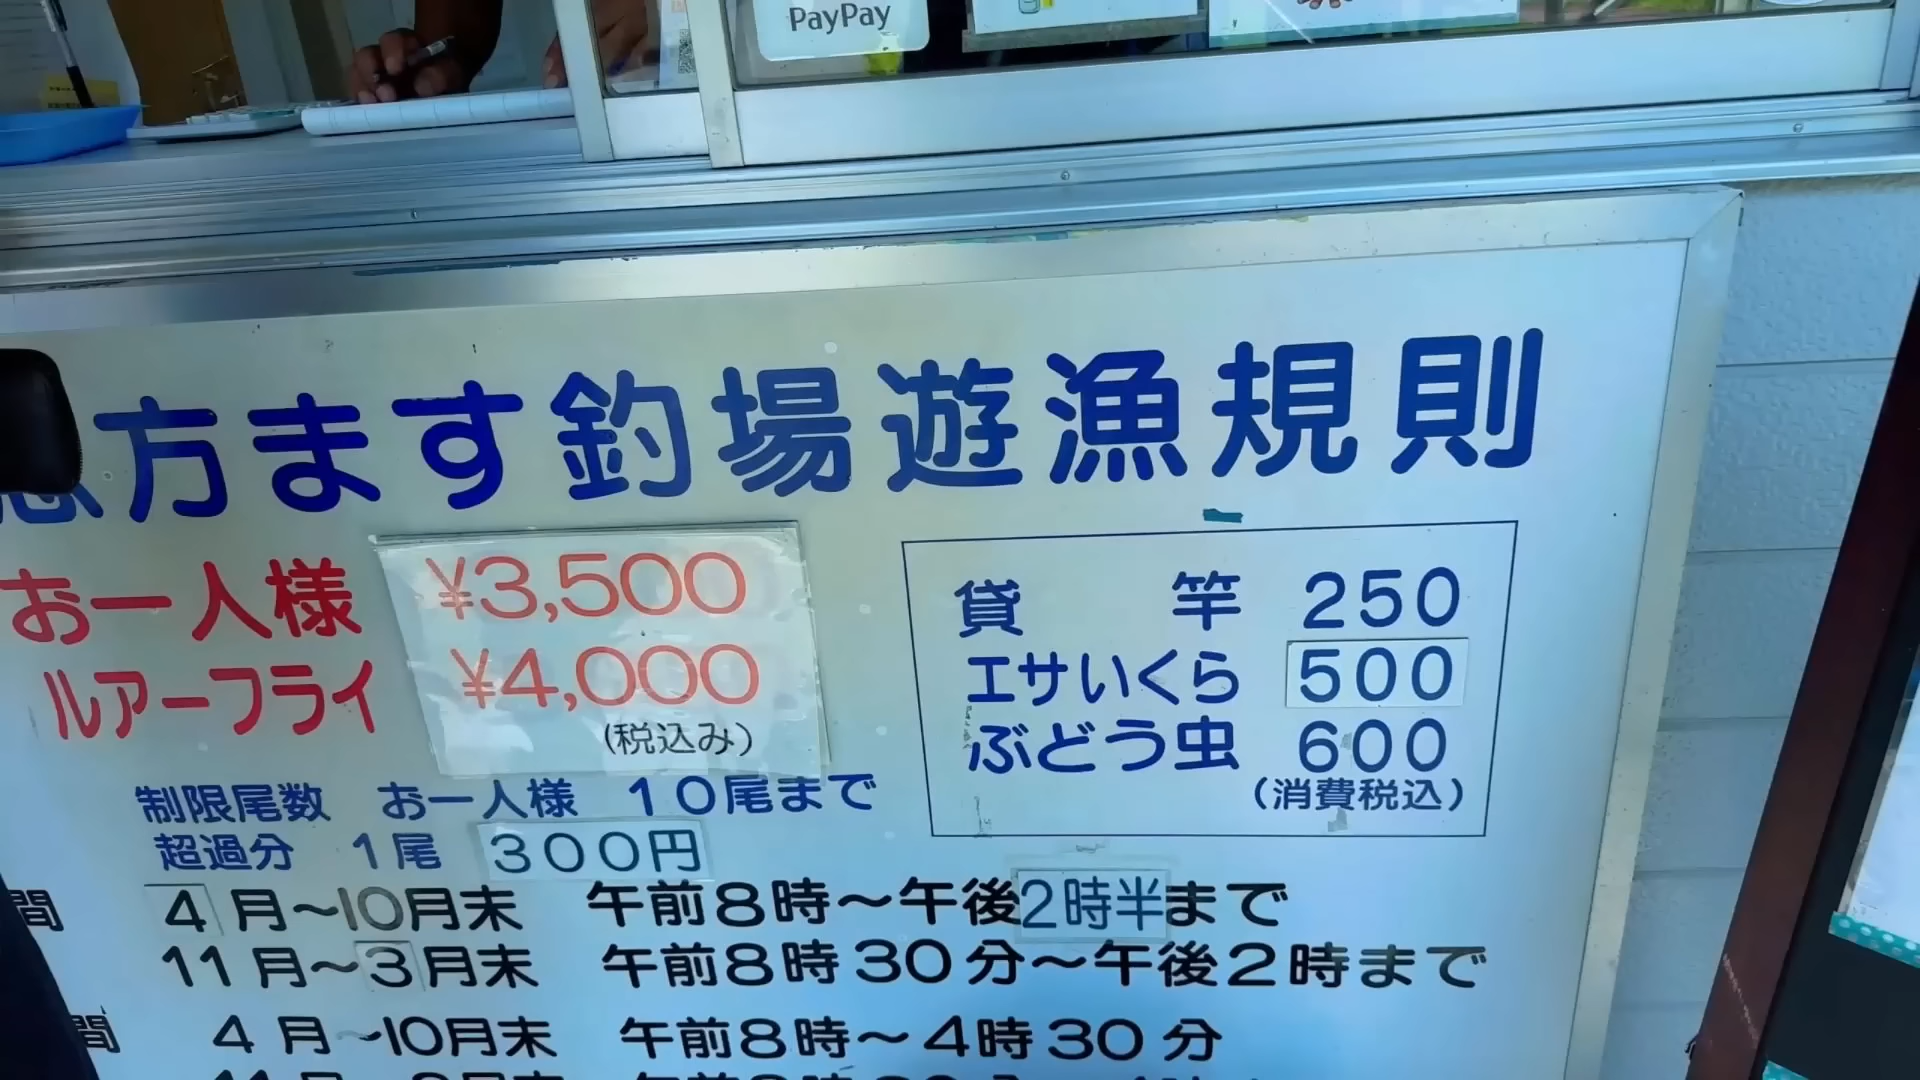 PayPay
方ます釣場遊漁規則
お一人様 ¥3,500
ルアーフライ ¥4,000
(税込み)
貸 竿 250
エサいくら 500
ぶどう虫 600
(消費税込)
制限尾数 お一人様 10尾まで
超過分 1尾 300円
間 4月~10月末 午前8時~午後2時半まで
11月~3月末 午前8時30分~午後2時まで
間 4月~10月末 午前8時~4時30分